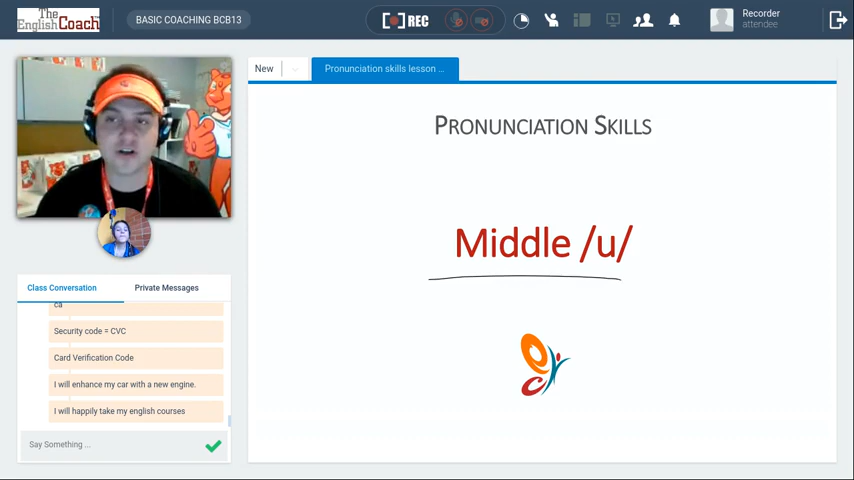 The
EnglishCoach
BASIC COACHING BCB13
REC
Recorder
attendee
New
Pronunciation skills lesson ...
PRONUNCIATION SKILLS
Middle /u/
Class Conversation
Private Messages
ca
Security code = CVC
Card Verification Code
I will enhance my car with a new engine.
I will happily take my english courses
Say Something ...